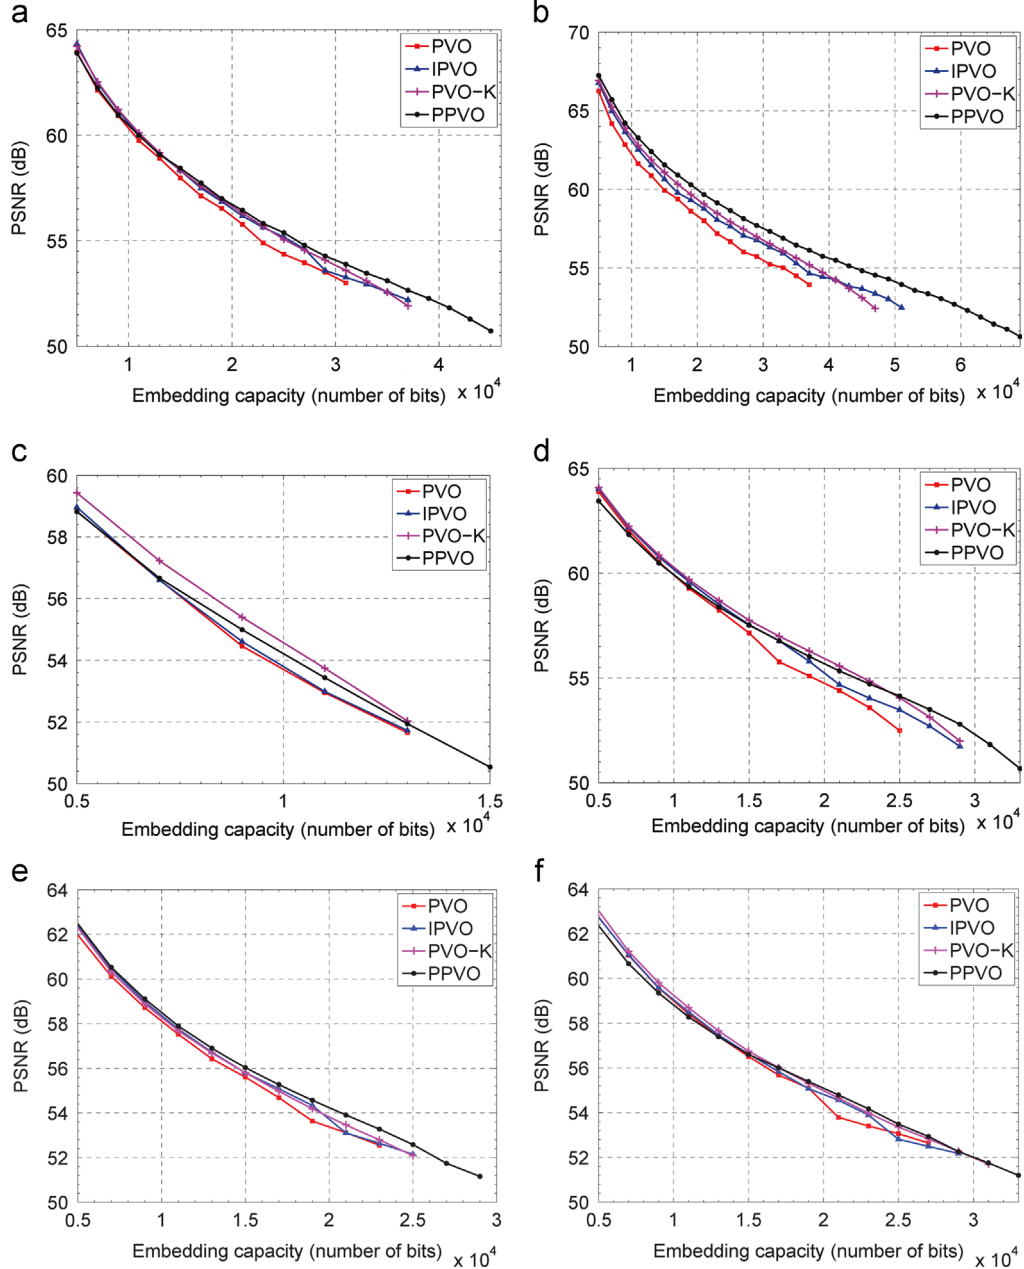 a
65
60
55
50
PSNR (dB)
PVO
IPVO
PVO−K
PPVO
1 2 3 4
Embedding capacity (number of bits) x 10^4
b
70
65
60
55
50
PSNR (dB)
PVO
IPVO
PVO−K
PPVO
1 2 3 4 5 6
Embedding capacity (number of bits) x 10^4
c
60
58
56
54
52
50
PSNR (dB)
PVO
IPVO
PVO−K
PPVO
0.5 1 1.5
Embedding capacity (number of bits) x 10^4
d
65
60
55
50
PSNR (dB)
PVO
IPVO
PVO−K
PPVO
0.5 1 1.5 2 2.5 3
Embedding capacity (number of bits) x 10^4
e
64
62
60
58
56
54
52
50
PSNR (dB)
PVO
IPVO
PVO−K
PPVO
0.5 1 1.5 2 2.5 3
Embedding capacity (number of bits) x 10^4
f
64
62
60
58
56
54
52
50
PSNR (dB)
PVO
IPVO
PVO−K
PPVO
0.5 1 1.5 2 2.5 3
Embedding capacity (number of bits) x 10^4